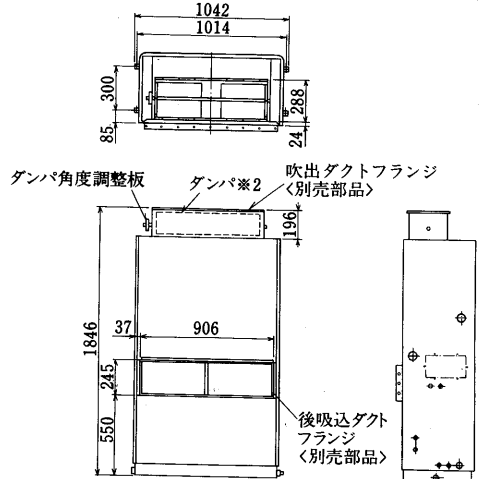 1042
1014
300
85
288
24
ダンパ角度調整板
ダンパ※2
吹出ダクトフランジ
〈別売部品〉
196
1846
37
906
245
550
後吸込ダクト
フランジ
〈別売部品〉